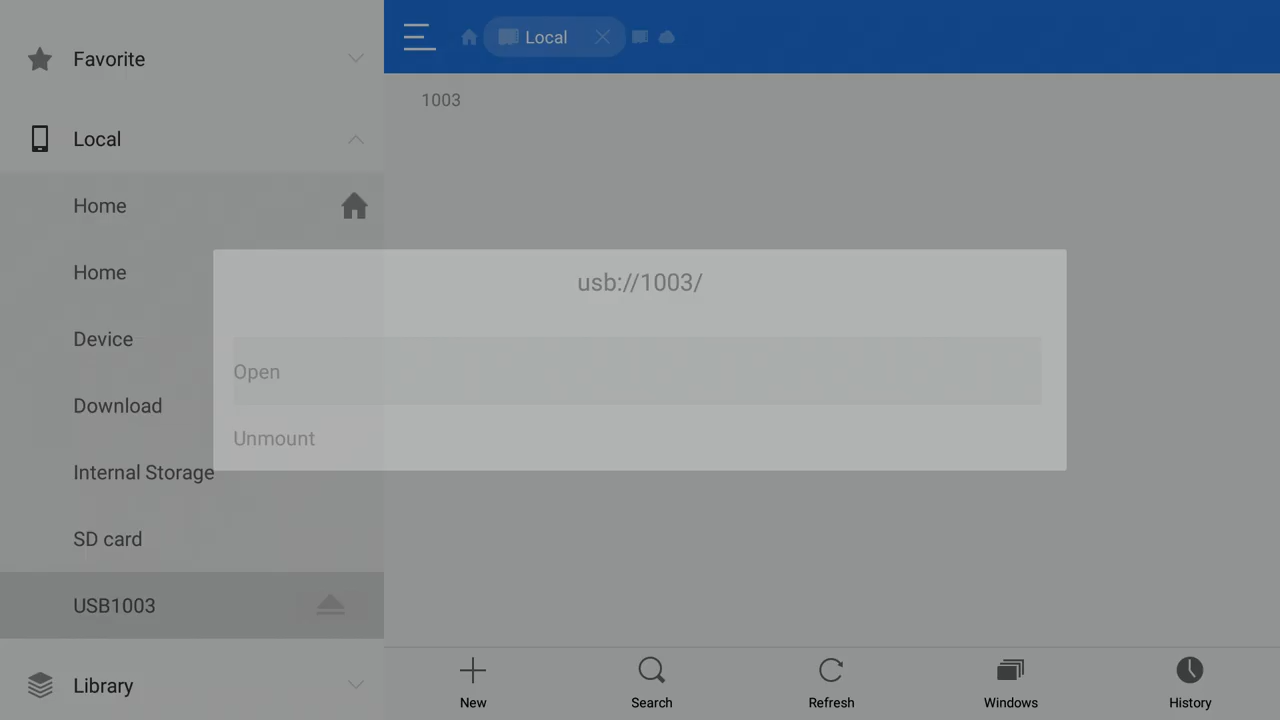 Favorite
Local
Home
Home
Device
Download
Internal Storage
SD card
USB1003
Library
Local
1003
usb://1003/
Open
Unmount
New
Search
Refresh
Windows
History